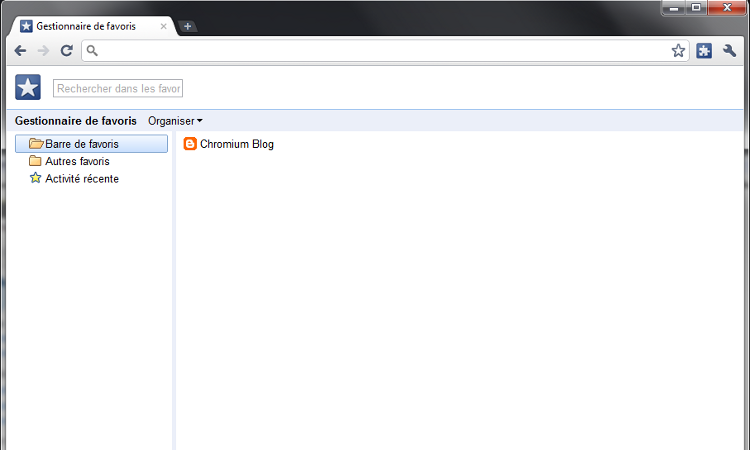 Gestionnaire de favoris
Rechercher dans les favor
Gestionnaire de favoris Organiser
Barre de favoris
Autres favoris
Activité récente
Chromium Blog